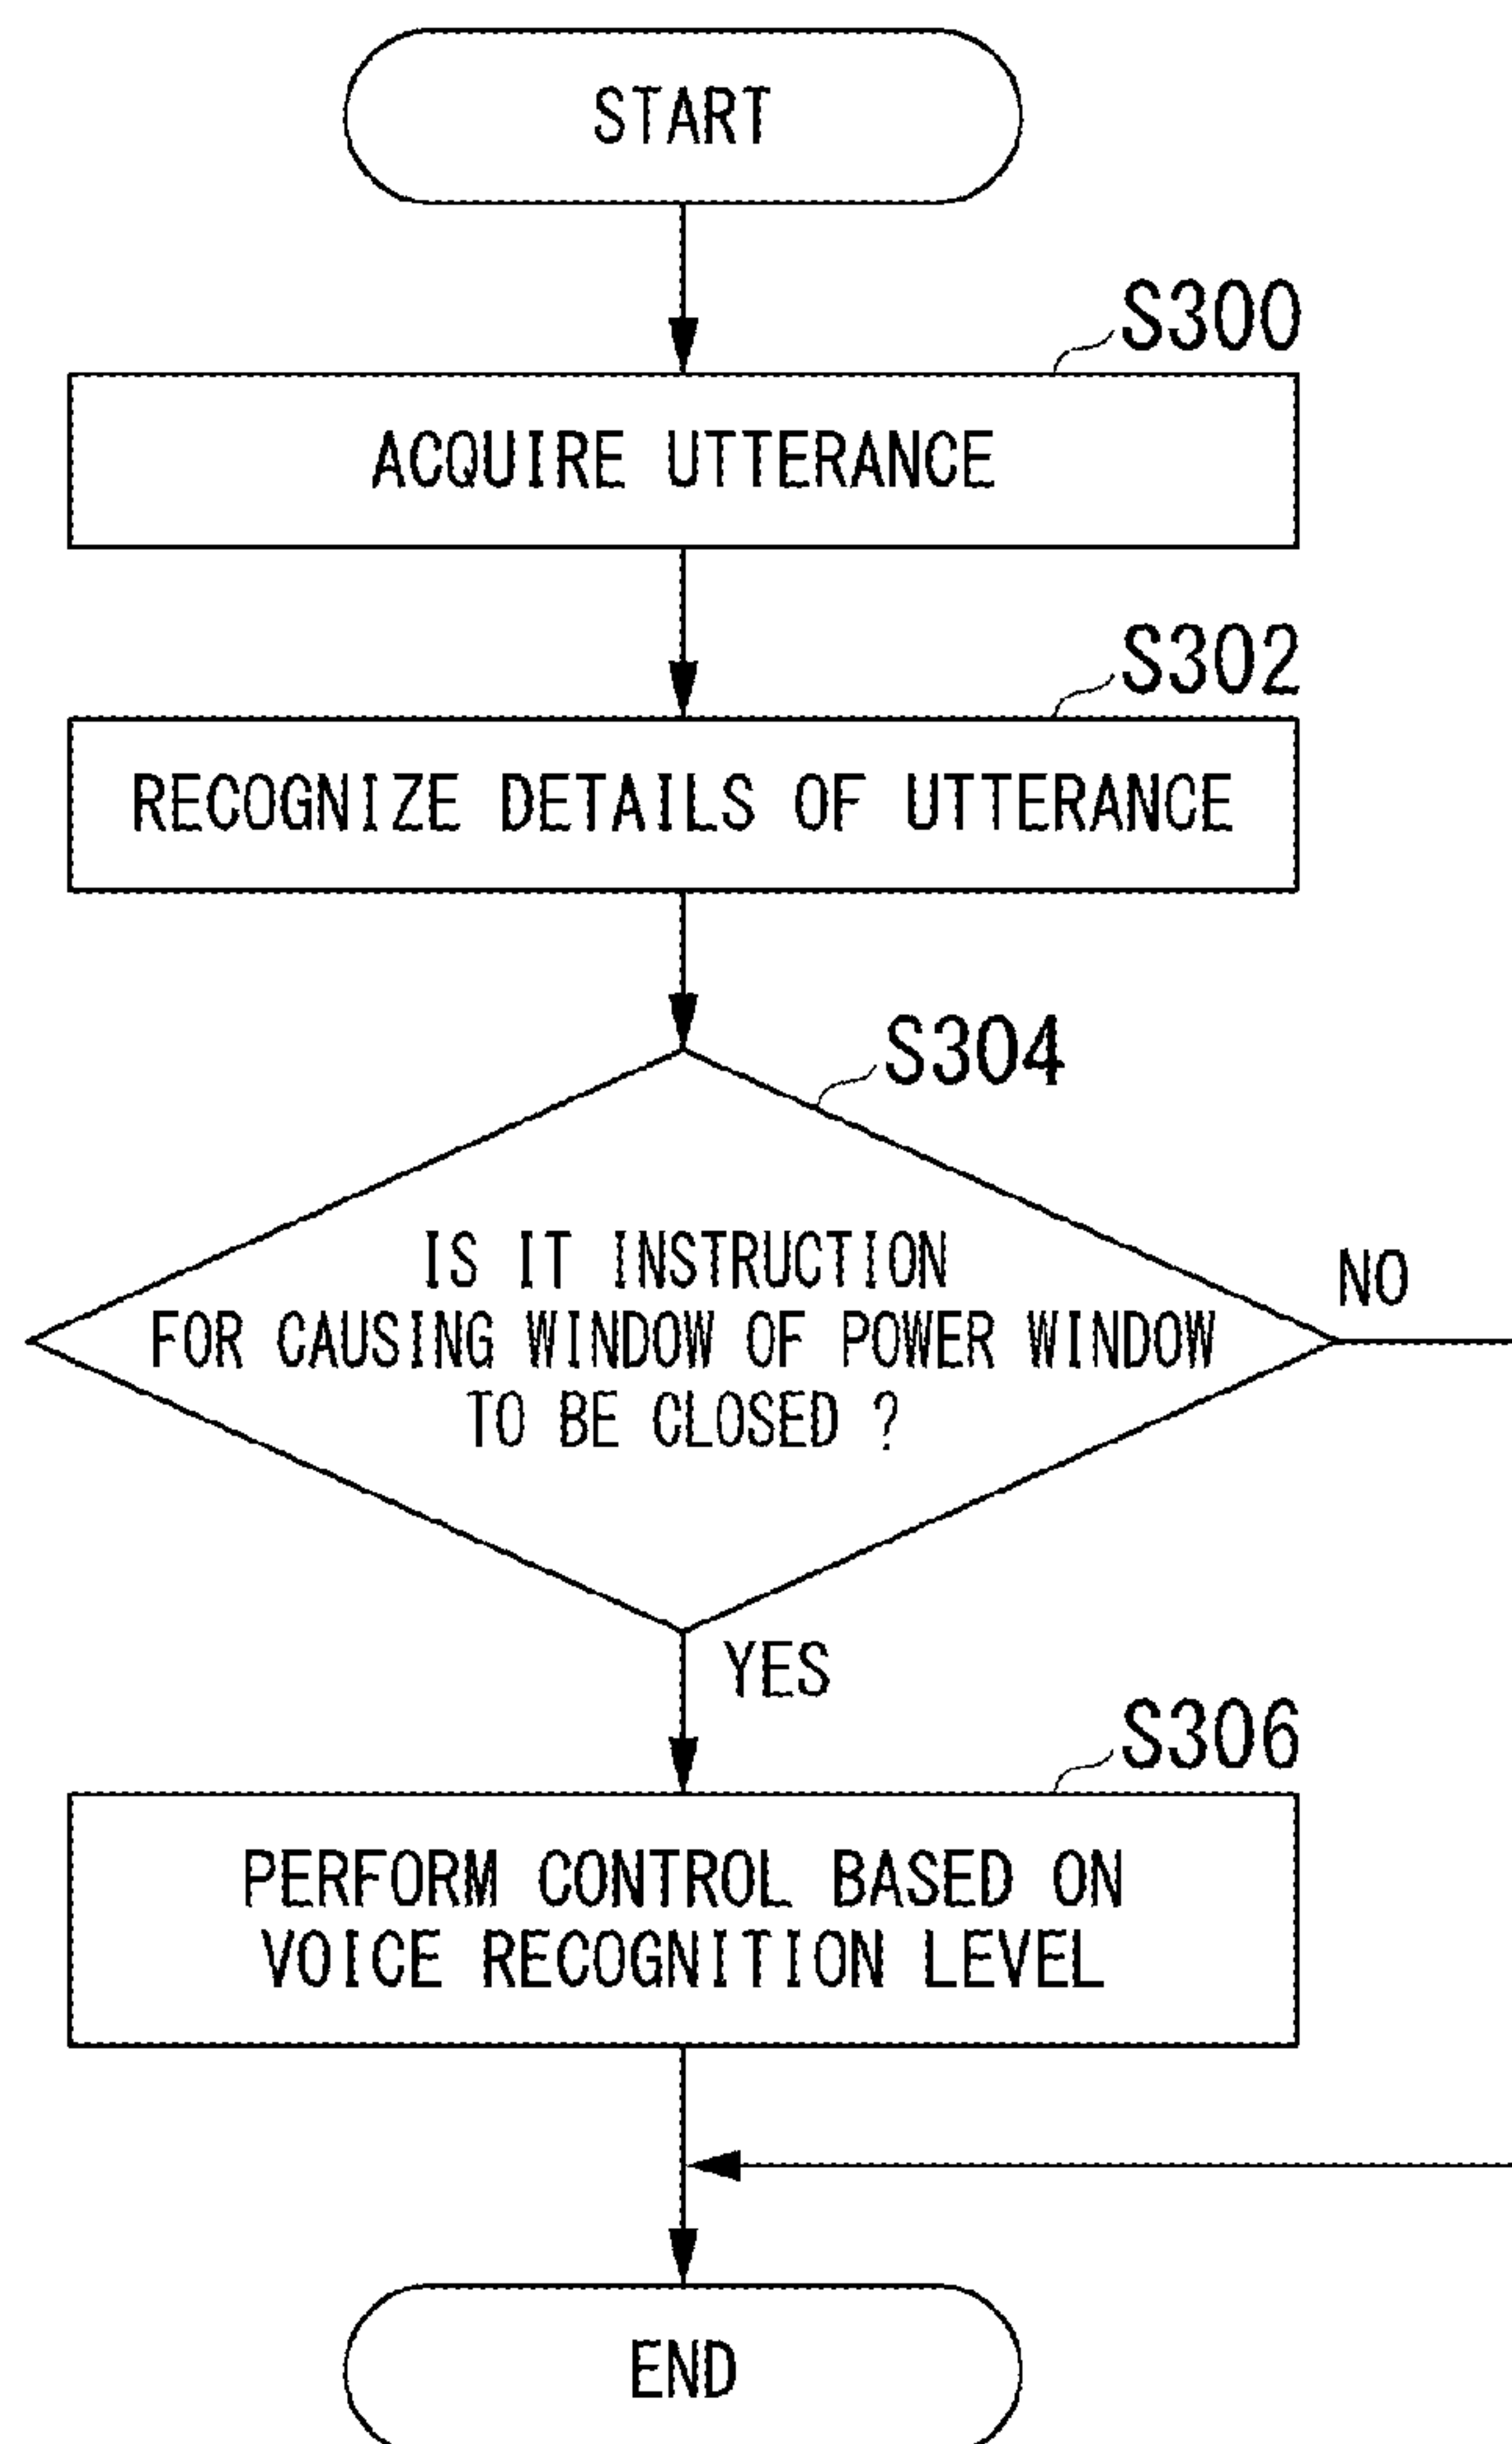 START
S300
ACQUIRE UTTERANCE
S302
RECOGNIZE DETAILS OF UTTERANCE
S304
IS IT INSTRUCTION
FOR CAUSING WINDOW OF POWER WINDOW
TO BE CLOSED ?
NO
YES
S306
PERFORM CONTROL BASED ON
VOICE RECOGNITION LEVEL
END